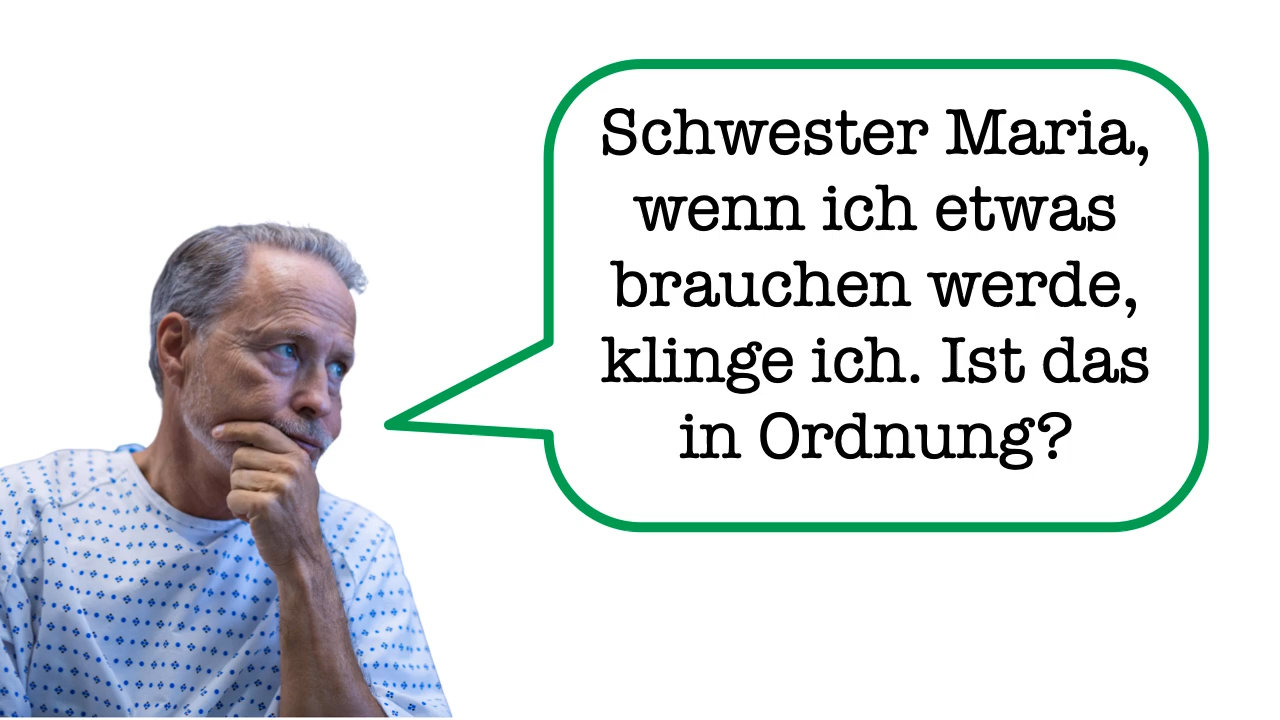 Schwester Maria,
wenn ich etwas
brauchen werde,
klinge ich. Ist das
in Ordnung?